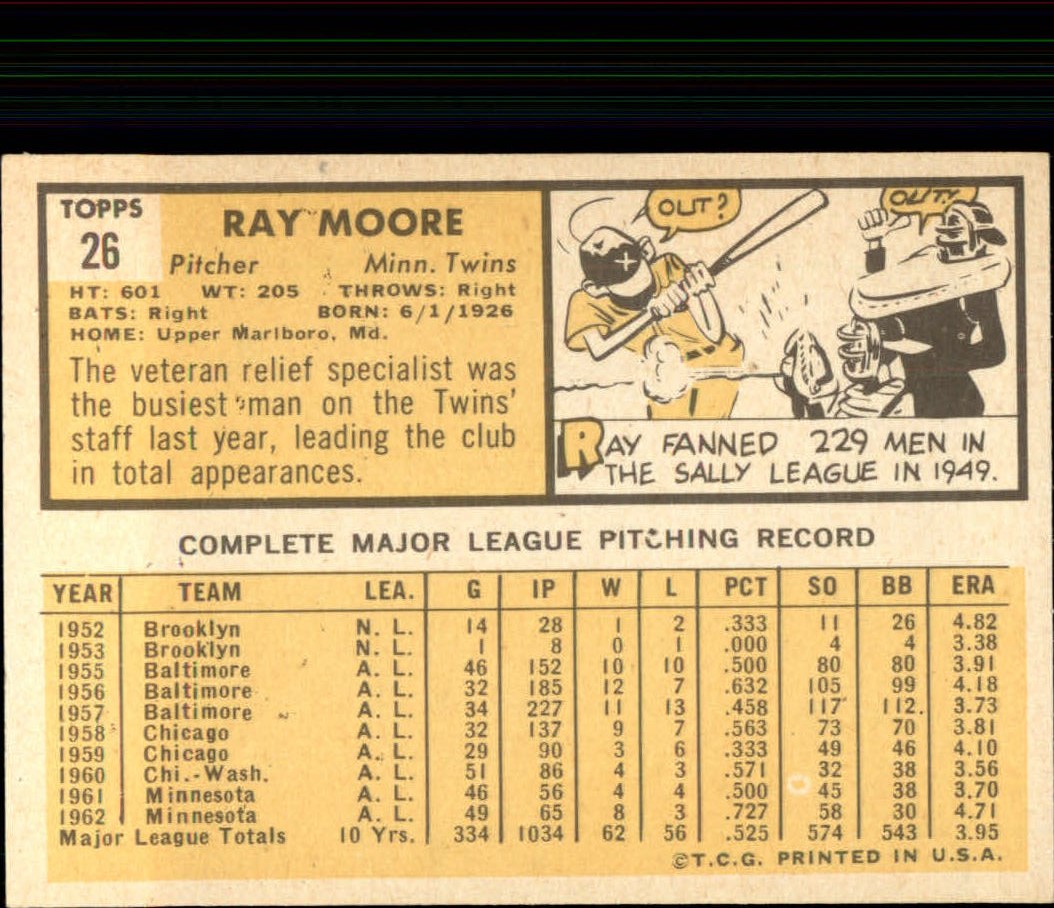 TOPPS
26
RAY MOORE
Pitcher Minn. Twins
HT: 601 WT: 205 THROWS: Right
BATS: Right BORN: 6/1/1926
HOME: Upper Marlboro, Md.
The veteran relief specialist was
the busiest man on the Twins'
staff last year, leading the club
in total appearances.
OUT?
OUT!
RAY FANNED 229 MEN IN
THE SALLY LEAGUE IN 1949.
COMPLETE MAJOR LEAGUE PITCHING RECORD
YEAR TEAM LEA. G IP W L PCT SO BB ERA
1952 Brooklyn N. L. 14 28 1 2 .333 11 26 4.82
1953 Brooklyn N. L. 1 8 0 1 .000 4 4 3.38
1955 Baltimore A. L. 46 152 10 10 .500 80 80 3.91
1956 Baltimore A. L. 32 185 12 7 .632 105 99 4.18
1957 Baltimore A. L. 34 227 11 13 .458 117 112. 3.73
1958 Chicago A. L. 32 137 9 7 .563 73 70 3.81
1959 Chicago A. L. 29 90 3 6 .333 49 46 4.10
1960 Chi.-Wash. A. L. 51 86 4 3 .571 32 38 3.56
1961 Minnesota A. L. 46 56 4 4 .500 45 38 3.70
1962 Minnesota A. L. 49 65 8 3 .727 58 30 4.71
Major League Totals 10 Yrs. 334 1034 62 56 .525 574 543 3.95
©T.C.G. PRINTED IN U.S.A.